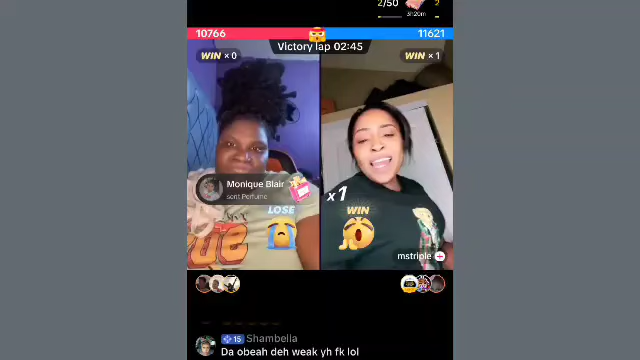 2/50
3h20m
10766
11621
Victory lap 02:45
WIN × 0
WIN × 1
Monique Blair
sent Perfume
LOSE
x1
WIN
mstriple
15 Shambella
Da obeah deh weak yh fk lol